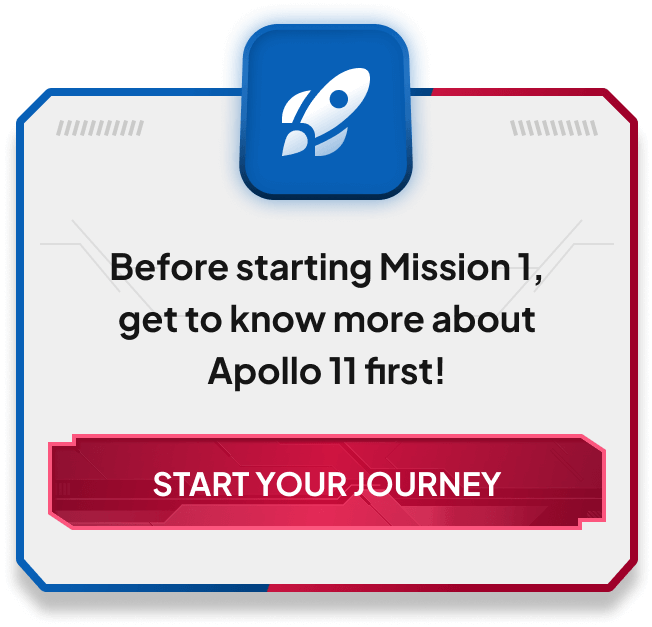 Before starting Mission 1,
get to know more about
Apollo 11 first!
START YOUR JOURNEY